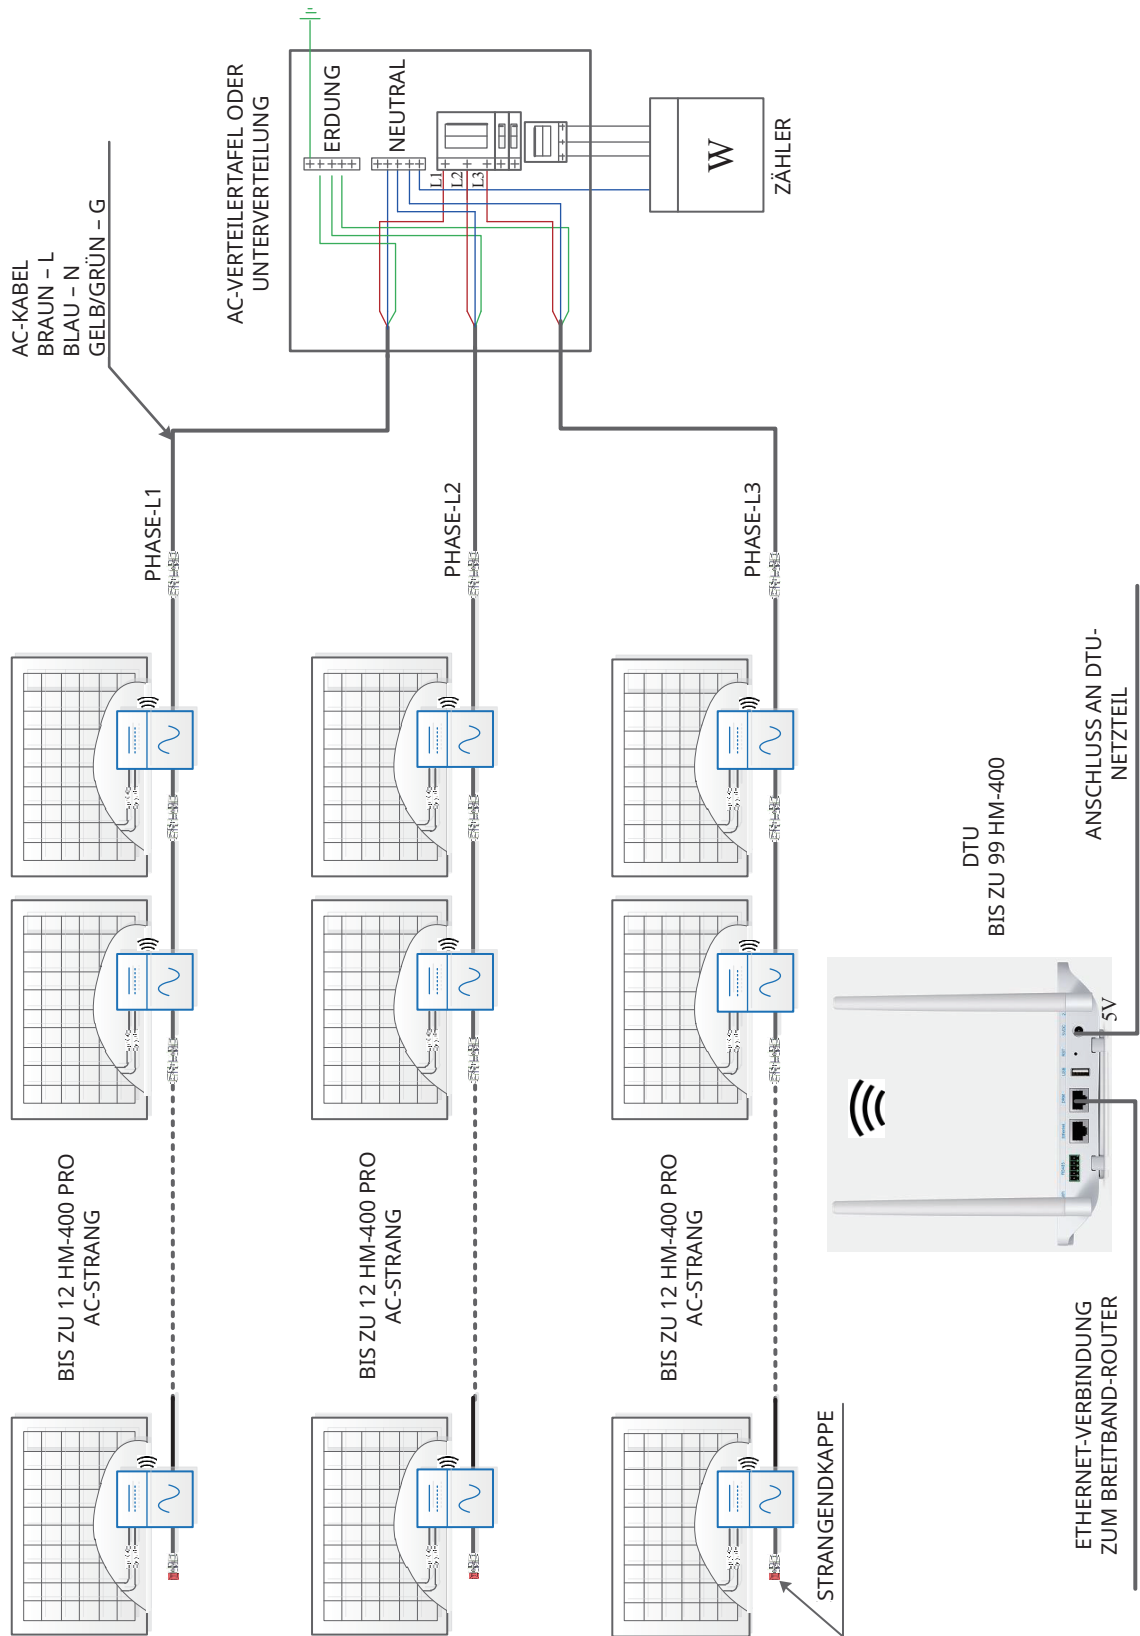 AC-KABEL
BRAUN – L
BLAU – N
GELB/GRÜN – G
AC-VERTEILERTAFEL ODER
UNTERVERTEILUNG
ERDUNG
NEUTRAL
L1
L2
L3
W
ZÄHLER
PHASE-L1
PHASE-L2
PHASE-L3
BIS ZU 12 HM-400 PRO
AC-STRANG
BIS ZU 12 HM-400 PRO
AC-STRANG
BIS ZU 12 HM-400 PRO
AC-STRANG
STRANGENDKAPPE
DTU
BIS ZU 99 HM-400
5V
ANSCHLUSS AN DTU-
NETZTEIL
ETHERNET-VERBINDUNG
ZUM BREITBAND-ROUTER